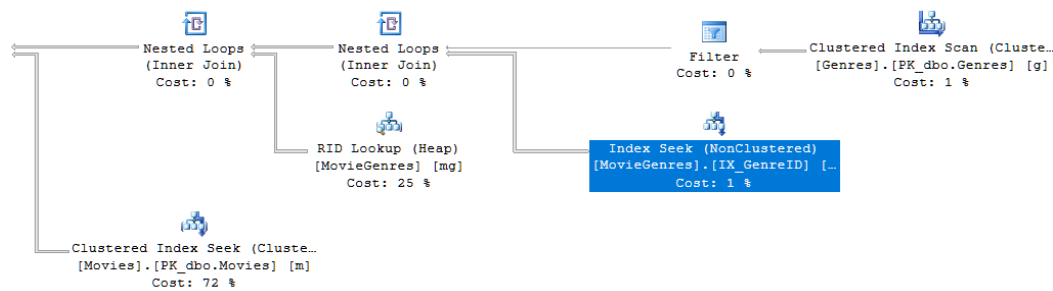 Nested Loops
(Inner Join)
Cost: 0 %
Nested Loops
(Inner Join)
Cost: 0 %
Filter
Cost: 0 %
Clustered Index Scan (Cluste…
[Genres].[PK_dbo.Genres] [g]
Cost: 1 %
RID Lookup (Heap)
[MovieGenres] [mg]
Cost: 25 %
Index Seek (NonClustered)
[MovieGenres].[IX_GenreID] […
Cost: 1 %
Clustered Index Seek (Cluste…
[Movies].[PK_dbo.Movies] [m]
Cost: 72 %